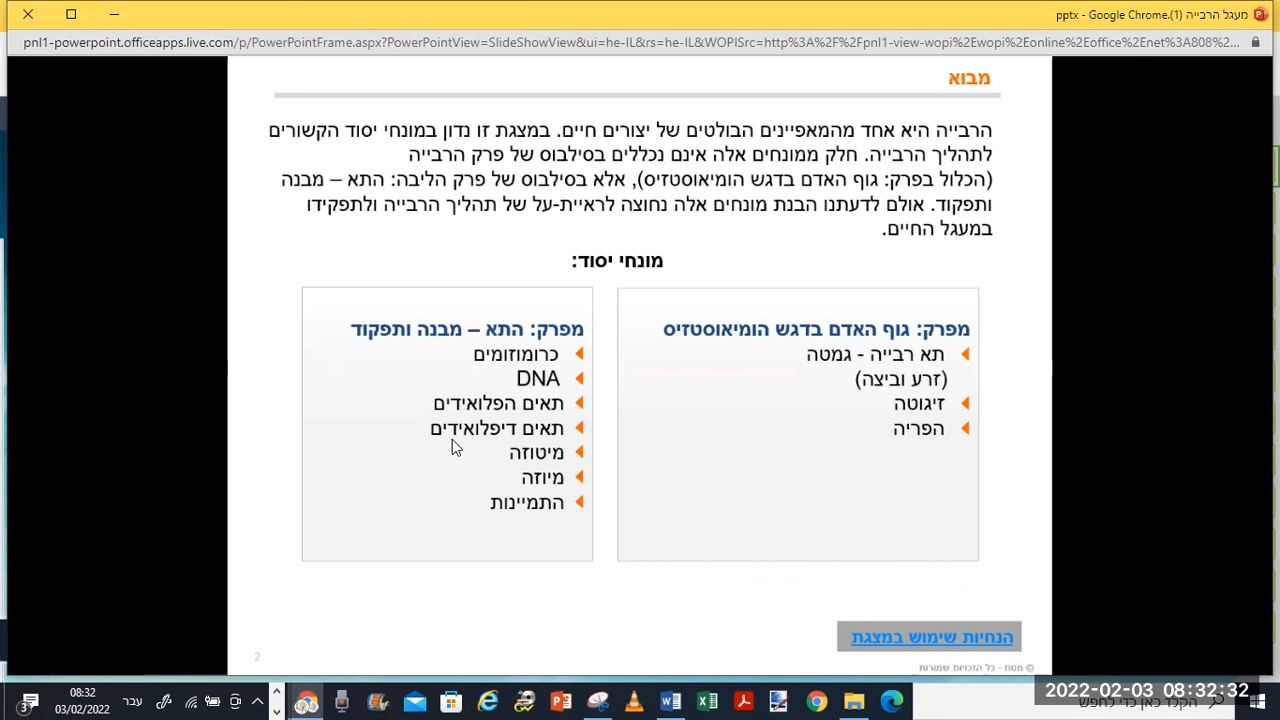 מעגל הרבייה (1).pptx - Google Chrome
pnl1-powerpoint.officeapps.live.com/p/PowerPointFrame.aspx?PowerPointView=SlideShowView&ui=he-IL&rs=he-IL&WOPISrc=http%3A%2F%2Fpnl1-view-wopi%2Ewopi%2Eonline%2Eoffice%2Enet%3A808%2...
מבוא
הרבייה היא אחד מהמאפיינים הבולטים של יצורים חיים. במצגת זו נדון במונחי יסוד הקשורים
לתהליך הרבייה. חלק ממונחים אלה אינם נכללים בסילבוס של פרק הרבייה
(הכלול בפרק: גוף האדם בדגש הומיאוסטזיס), אלא בסילבוס של פרק הליבה: התא – מבנה
ותפקוד. אולם לדעתנו הבנת מונחים אלה נחוצה לראיית-על של תהליך הרבייה ולתפקידו
במעגל החיים.
מונחי יסוד:
מפרק: גוף האדם בדגש הומיאוסטזיס
תא רבייה - גמטה
(זרע וביצה)
זיגוטה
הפריה
מפרק: התא – מבנה ותפקוד
כרומוזומים
DNA
תאים הפלואידים
תאים דיפלואידים
מיטוזה
מיוזה
התמיינות
הנחיות שימוש במצגת
2
© מטח - כל הזכויות שמורות
2022-02-03 08:32:32
הקלד כאן כדי לחפש
עבר
08:32
03/02/2022
3